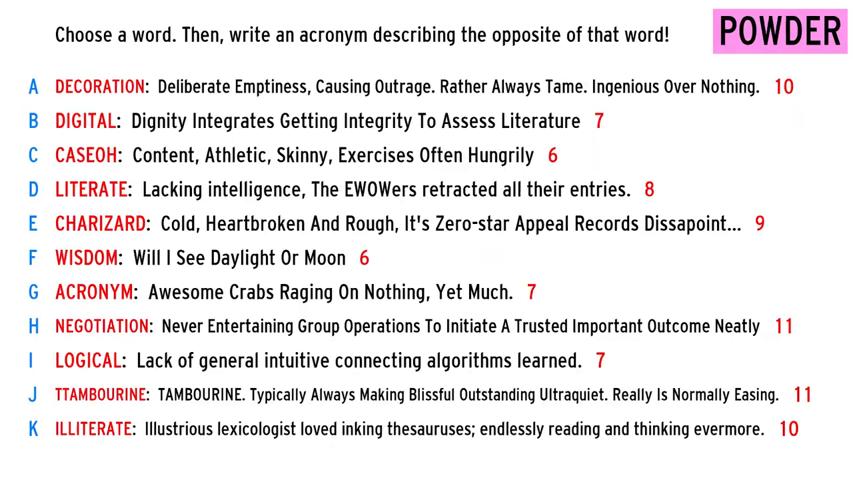 Choose a word. Then, write an acronym describing the opposite of that word!
POWDER
A DECORATION: Deliberate Emptiness, Causing Outrage. Rather Always Tame. Ingenious Over Nothing. 10
B DIGITAL: Dignity Integrates Getting Integrity To Assess Literature 7
C CASEOH: Content, Athletic, Skinny, Exercises Often Hungrily 6
D LITERATE: Lacking intelligence, The EWOWers retracted all their entries. 8
E CHARIZARD: Cold, Heartbroken And Rough, It's Zero-star Appeal Records Dissapoint... 9
F WISDOM: Will I See Daylight Or Moon 6
G ACRONYM: Awesome Crabs Raging On Nothing, Yet Much. 7
H NEGOTIATION: Never Entertaining Group Operations To Initiate A Trusted Important Outcome Neatly 11
I LOGICAL: Lack of general intuitive connecting algorithms learned. 7
J TTAMBOURINE: TAMBOURINE. Typically Always Making Blissful Outstanding Ultraquiet. Really Is Normally Easing. 11
K ILLITERATE: Illustrious lexicologist loved inking thesauruses; endlessly reading and thinking evermore. 10